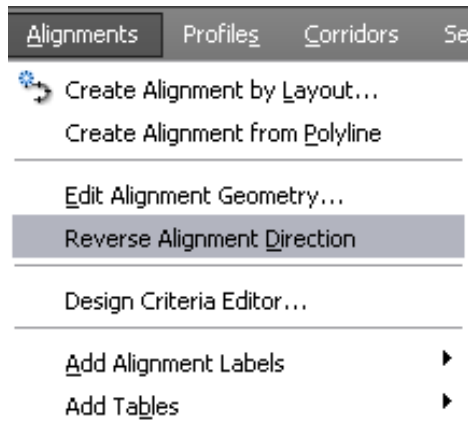 Alignments Profiles Corridors Se
Create Alignment by Layout...
Create Alignment from Polyline
Edit Alignment Geometry...
Reverse Alignment Direction
Design Criteria Editor...
Add Alignment Labels
Add Tables